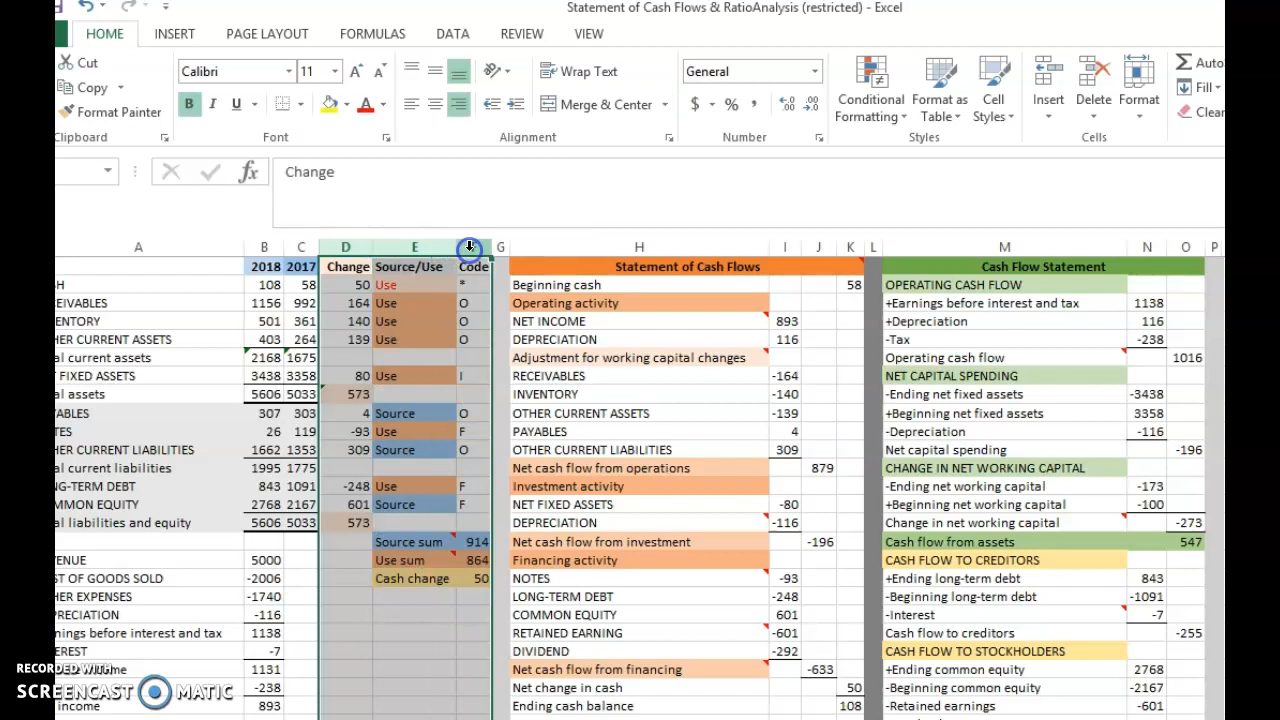 Statement of Cash Flows & RatioAnalysis (restricted) - Excel
HOME INSERT PAGE LAYOUT FORMULAS DATA REVIEW VIEW
Cut
Copy
Format Painter
Clipboard
Calibri 11
B I U
Font
Wrap Text
Merge & Center
Alignment
General
$ % ,
Number
Conditional Formatting
Format as Table
Cell Styles
Styles
Insert Delete Format
Cells
Auto
Fill
Clear
fx Change
A B C D E G H I J K L M N O P
2018 2017 Change Source/Use Code Statement of Cash Flows Cash Flow Statement
SH 108 58 50 Use * Beginning cash 58 OPERATING CASH FLOW
EIVABLES 1156 992 164 Use O Operating activity +Earnings before interest and tax 1138
ENTORY 501 361 140 Use O NET INCOME 893 +Depreciation 116
HER CURRENT ASSETS 403 264 139 Use O DEPRECIATION 116 -Tax -238
al current assets 2168 1675 Adjustment for working capital changes Operating cash flow 1016
FIXED ASSETS 3438 3358 80 Use I RECEIVABLES -164 NET CAPITAL SPENDING
al assets 5606 5033 573 INVENTORY -140 -Ending net fixed assets -3438
ABLES 307 303 4 Source O OTHER CURRENT ASSETS -139 +Beginning net fixed assets 3358
TES 26 119 -93 Use F PAYABLES 4 -Depreciation -116
HER CURRENT LIABILITIES 1662 1353 309 Source O OTHER CURRENT LIABILITIES 309 Net capital spending -196
al current liabilities 1995 1775 Net cash flow from operations 879 CHANGE IN NET WORKING CAPITAL
NG-TERM DEBT 843 1091 -248 Use F Investment activity -Ending net working capital -173
MMON EQUITY 2768 2167 601 Source F NET FIXED ASSETS -80 +Beginning net working capital -100
al liabilities and equity 5606 5033 573 DEPRECIATION -116 Change in net working capital -273
Source sum 914 Net cash flow from investment -196 Cash flow from assets 547
ENUE 5000 Use sum 864 Financing activity CASH FLOW TO CREDITORS
ST OF GOODS SOLD -2006 Cash change 50 NOTES -93 +Ending long-term debt 843
HER EXPENSES -1740 LONG-TERM DEBT -248 -Beginning long-term debt -1091
PRECIATION -116 COMMON EQUITY 601 -Interest -7
nings before interest and tax 1138 RETAINED EARNING -601 Cash flow to creditors -255
EREST -7 DIVIDEND -292 CASH FLOW TO STOCKHOLDERS
ome 1131 Net cash flow from financing -633 +Ending common equity 2768
-238 Net change in cash 50 -Beginning common equity -2167
income 893 Ending cash balance 108 -Retained earnings -601
RECORDED WITH
SCREENCAST MATIC